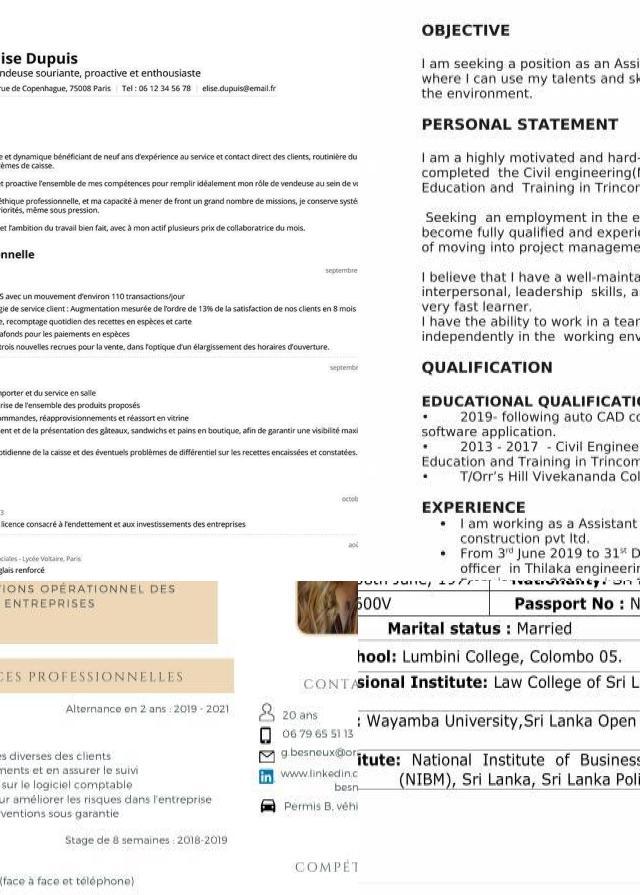 ise Dupuis
ndeuse souriante, proactive et enthousiaste
rue de Copenhague, 75008 Paris | Tel : 06 12 34 56 78 | elise.dupuis@email.fr
e et dynamique bénéficiant de neuf ans d'expérience au service et contact direct des clients, routinière du
èmes de caisse.
et proactive l'ensemble de mes compétences pour remplir idéalement mon rôle de vendeuse au sein de v
éthique professionnelle, et ma capacité à mener de front un grand nombre de missions, je conserve systé
riorités, même sous pression.
et l'ambition du travail bien fait, avec à mon actif plusieurs prix de collaboratrice du mois.
nnelle
septembre
S avec un mouvement d'environ 110 transactions/jour
gie de service client : Augmentation mesurée de l'ordre de 13% de la satisfaction de nos clients en 8 mois
e, recomptage quotidien des recettes en espèces et carte
afonds pour les paiements en espèces
trois nouvelles recrues pour la vente, dans l'optique d'un élargissement des horaires d'ouverture.
septembr
mporter et du service en salle
rise de l'ensemble des produits proposés
ommandes, réapprovisionnements et réassort en vitrine
ent et de la présentation des gâteaux, sandwichs et pains en boutique, afin de garantir une visibilité maxi
otidienne de la caisse et des éventuels problèmes de différentiel sur les recettes encaissées et constatées.
octob
3
licence consacré à l'endettement et aux investissements des entreprises
aoû
ociales - Lycée Voltaire, Paris
glais renforcé
OBJECTIVE
I am seeking a position as an Assi
where I can use my talents and sk
the environment.
PERSONAL STATEMENT
I am a highly motivated and hard-
completed the Civil engineering(N
Education and Training in Trincom
Seeking an employment in the e
become fully qualified and experie
of moving into project manageme
I believe that I have a well-mainta
interpersonal, leadership skills, a
very fast learner.
I have the ability to work in a tean
independently in the working env
QUALIFICATION
EDUCATIONAL QUALIFICATIO
• 2019- following auto CAD co
software application.
• 2013 - 2017 - Civil Enginee
Education and Training in Trincom
• T/Orr's Hill Vivekananda Col
EXPERIENCE
• I am working as a Assistant
construction pvt ltd.
• From 3rd June 2019 to 31st D
officer in Thilaka engineerin
TIONS OPÉRATIONNEL DES
ENTREPRISES
CES PROFESSIONNELLES
Alternance en 2 ans : 2019 - 2021
es diverses des clients
ments et en assurer le suivi
sur le logiciel comptable
ur améliorer les risques dans l'entreprise
rventions sous garantie
Stage de 8 semaines : 2018-2019
(face à face et téléphone)
CONTA
20 ans
06 79 65 51 13
g.besneux@or
in www.linkedin.c
besn
Permis B, véhi
COMPÉT
600V Passport No : N
Marital status : Married
hool: Lumbini College, Colombo 05.
sional Institute: Law College of Sri L
: Wayamba University,Sri Lanka Open
itute: National Institute of Business
(NIBM), Sri Lanka, Sri Lanka Poli